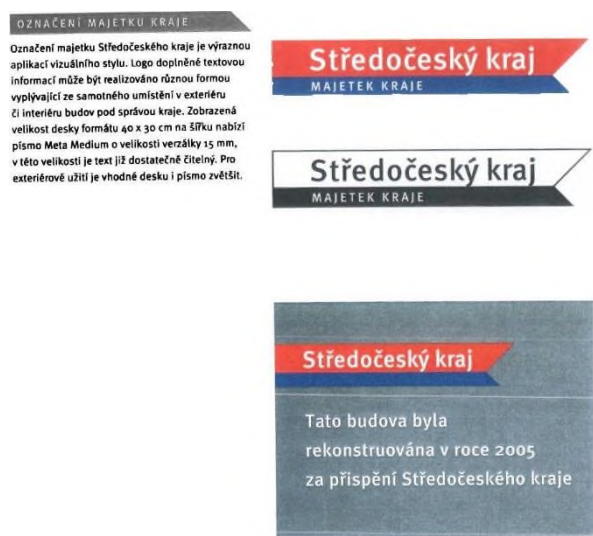 OZNAČENÍ MAJETKU KRAJE
Označení majetku Středočeského kraje je výraznou
aplikací vizuálního stylu. Logo doplněné textovou
informací může být realizováno různou formou
vyplývající ze samotného umístění v exteriéru
či interiéru budov pod správou kraje. Zobrazená
velikost desky formátu 40 x 30 cm na šířku nabízí
písmo Meta Medium o velikosti verzálky 15 mm,
v této velikosti je text již dostatečně čitelný. Pro
exteriérové užití je vhodné desku i písmo zvětšit.
Středočeský kraj
MAJETEK KRAJE
Středočeský kraj
MAJETEK KRAJE
Středočeský kraj
Tato budova byla
rekonstruována v roce 2005
za přispění Středočeského kraje